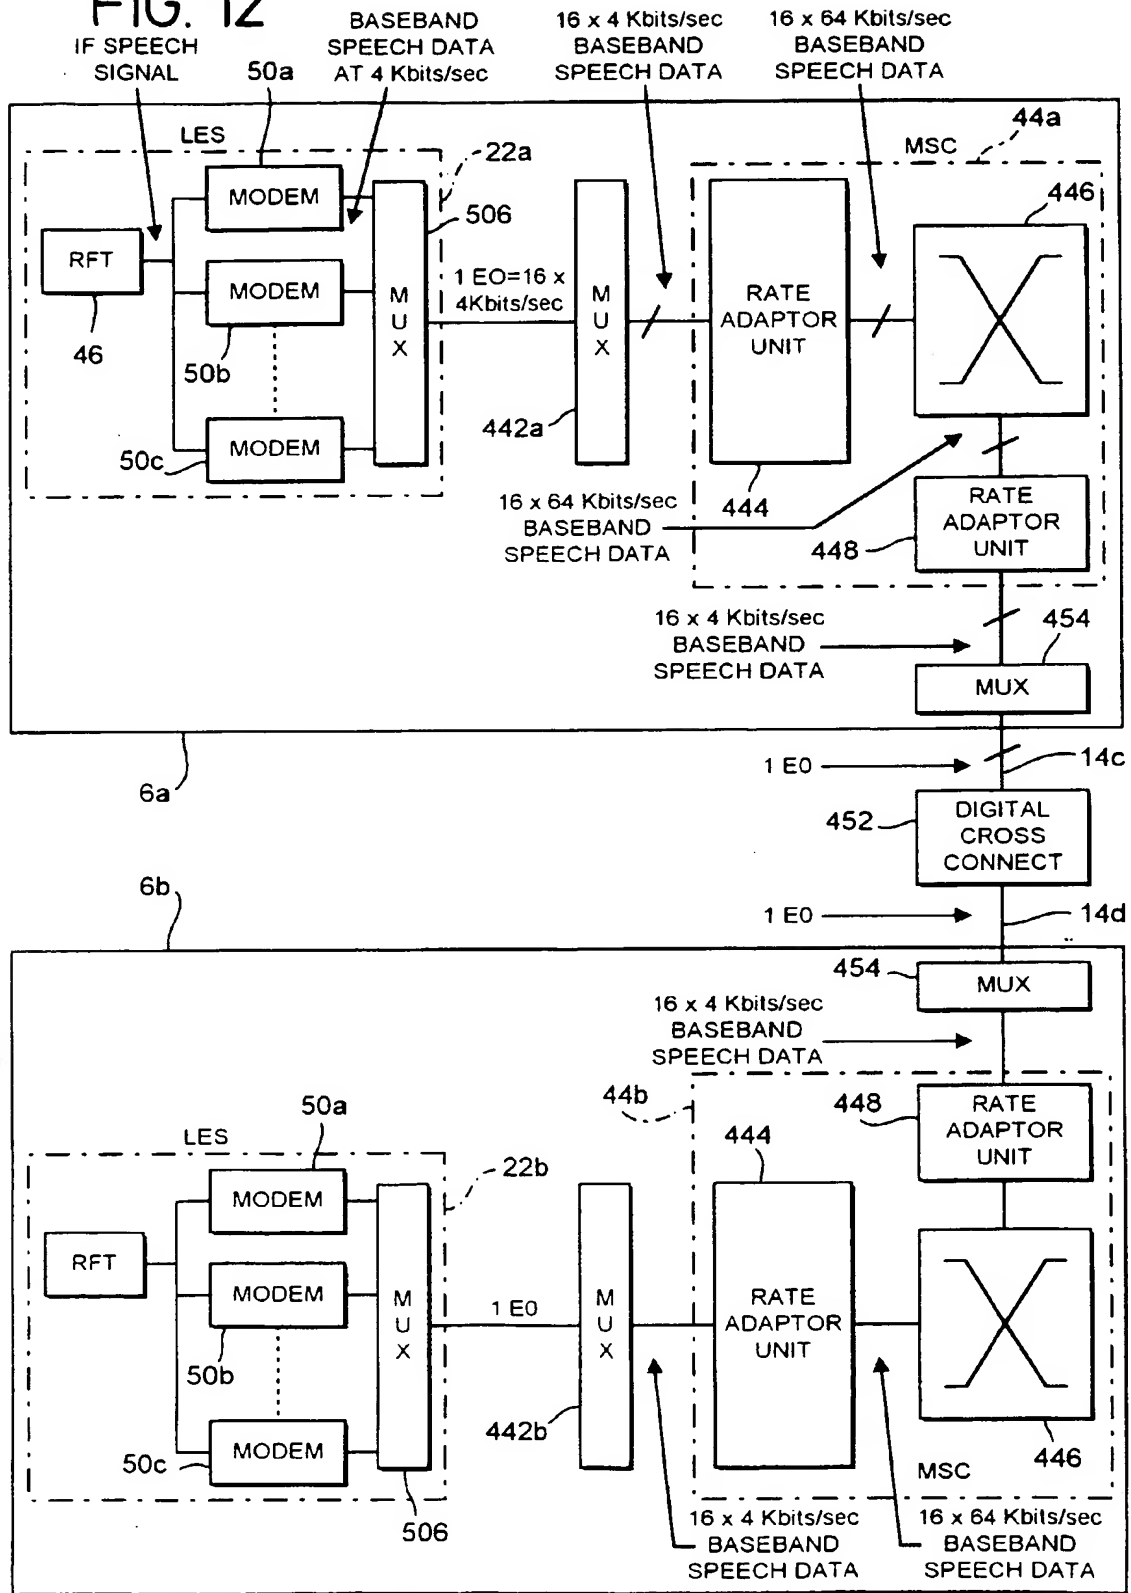 FIG. 12
IF SPEECH
SIGNAL
BASEBAND
SPEECH DATA
AT 4 Kbits/sec
16 x 4 Kbits/sec
BASEBAND
SPEECH DATA
16 x 64 Kbits/sec
BASEBAND
SPEECH DATA
50a
LES
22a
MSC
44a
MODEM
506
446
RFT
MODEM
MUX
1 EO=16 x
4Kbits/sec
MUX
RATE
ADAPTOR
UNIT
46
50b
442a
MODEM
50c
444
16 x 64 Kbits/sec
BASEBAND
SPEECH DATA
RATE
ADAPTOR
UNIT
448
16 x 4 Kbits/sec
BASEBAND
SPEECH DATA
454
MUX
6a
1 E0
14c
452
DIGITAL
CROSS
CONNECT
6b
1 E0
14d
454
MUX
16 x 4 Kbits/sec
BASEBAND
SPEECH DATA
50a
44b
448
RATE
ADAPTOR
UNIT
LES
22b
444
MODEM
RFT
MODEM
MUX
1 E0
MUX
RATE
ADAPTOR
UNIT
50b
442b
MODEM
50c
446
MSC
506
16 x 4 Kbits/sec
BASEBAND
SPEECH DATA
16 x 64 Kbits/sec
BASEBAND
SPEECH DATA